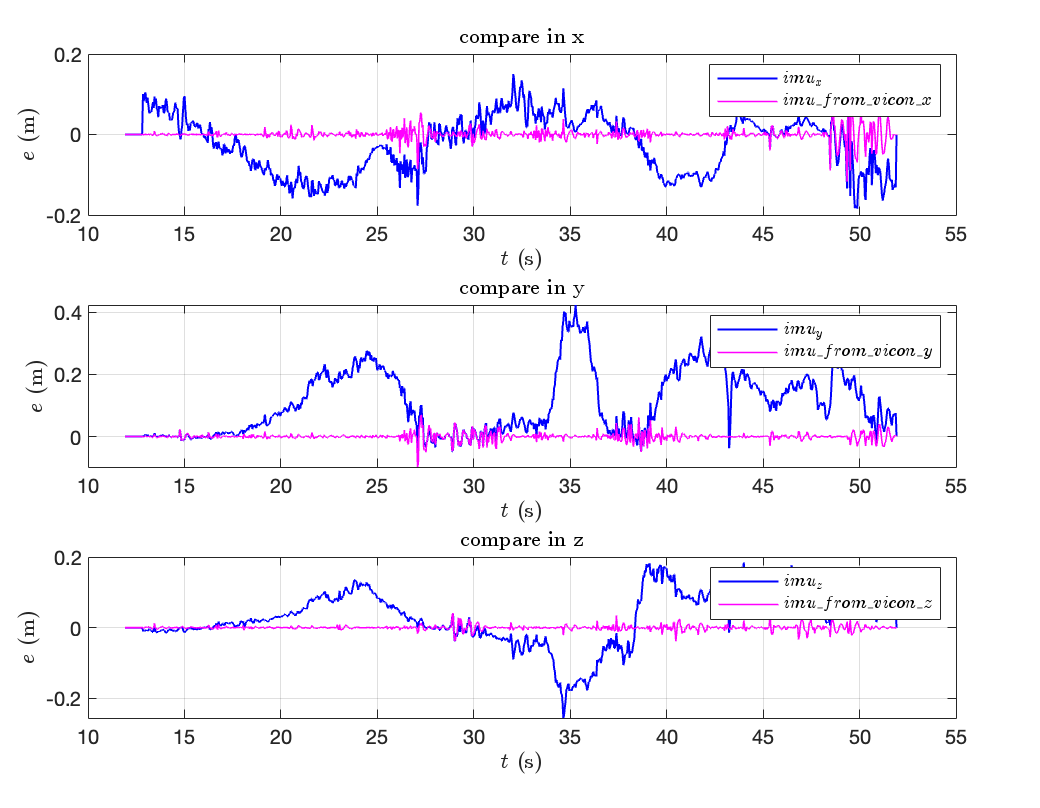 compare in x
0.2
0
-0.2
e (m)
imu_x
imu_from_vicon_x
10 15 20 25 30 35 40 45 50 55
t (s)
compare in y
0.4
0.2
0
e (m)
imu_y
imu_from_vicon_y
10 15 20 25 30 35 40 45 50 55
t (s)
compare in z
0.2
0
-0.2
e (m)
imu_z
imu_from_vicon_z
10 15 20 25 30 35 40 45 50 55
t (s)